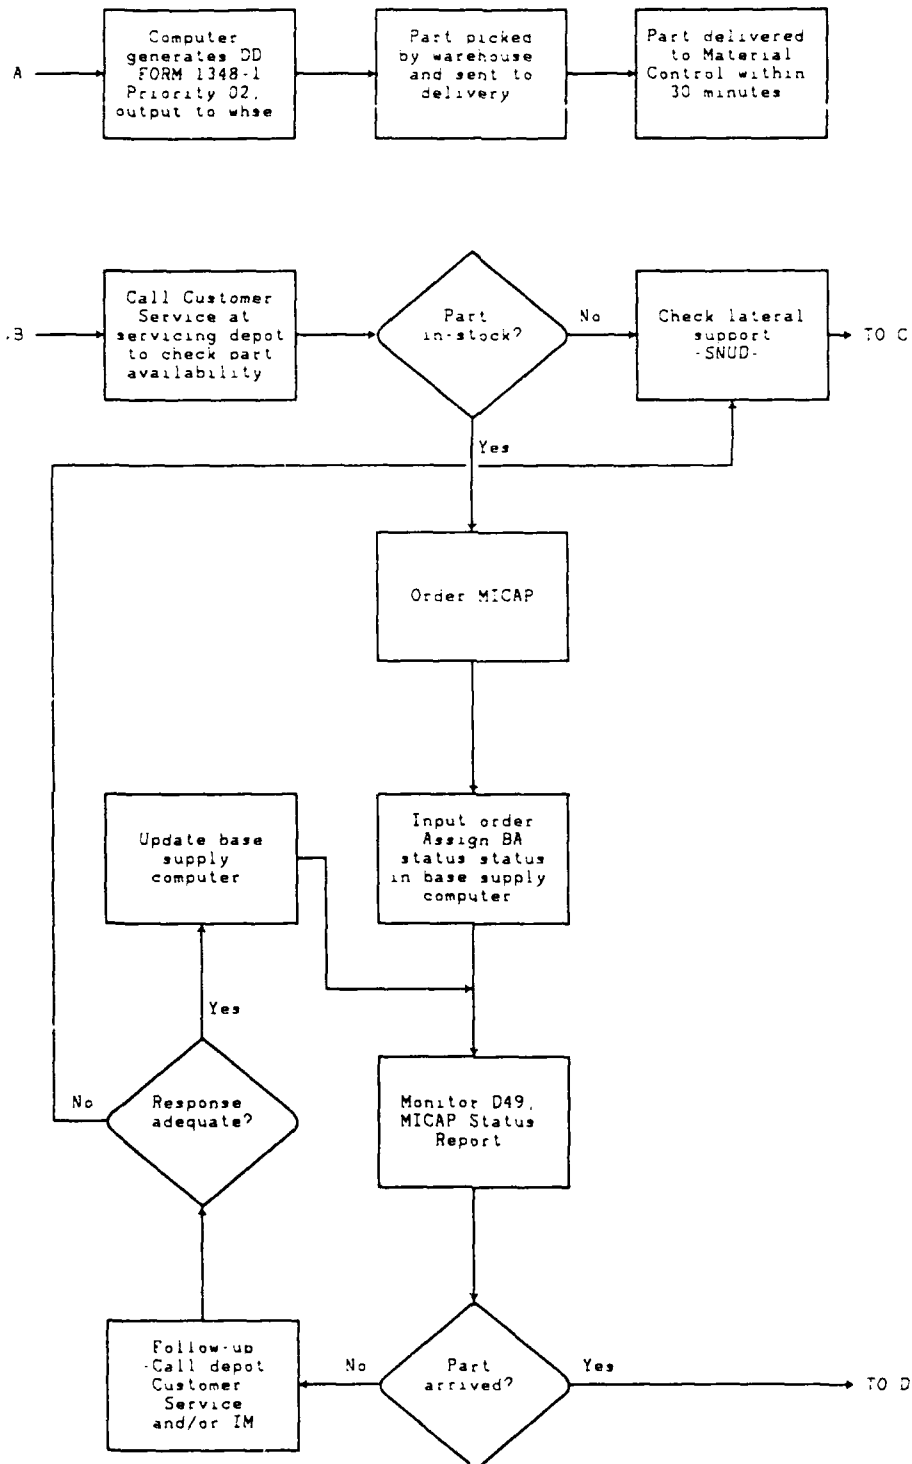 A
Computer
generates DD
FORM 1348-1
Priority 02,
output to whse
Part picked
by warehouse
and sent to
delivery
Part delivered
to Material
Control within
30 minutes
B
Call Customer
Service at
servicing depot
to check part
availability
Part
in-stock?
No
Check lateral
support
-SNUD-
TO C
Yes
Order MICAP
Update base
supply
computer
Input order
Assign BA
status status
in base supply
computer
Yes
No
Response
adequate?
Monitor D49,
MICAP Status
Report
Follow-up
-Call depot
Customer
Service
and/or IM
No
Part
arrived?
Yes
TO D